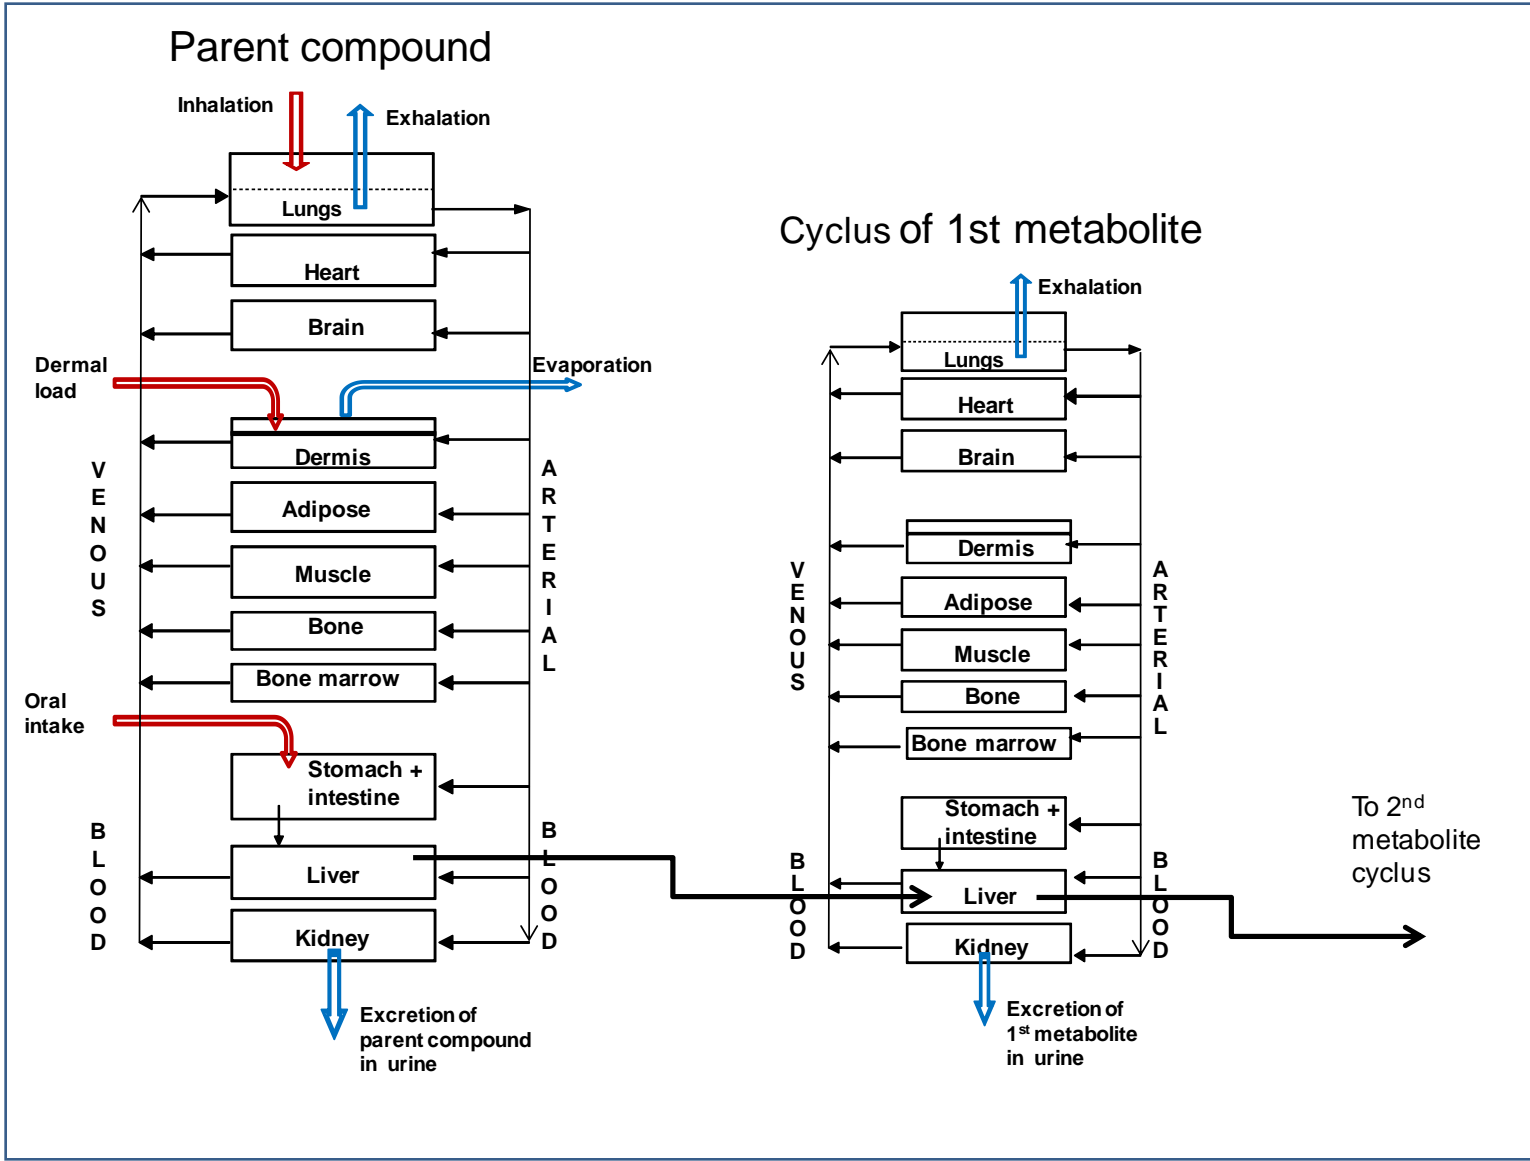 Parent compound
Inhalation
Exhalation
Lungs
Heart
Brain
Dermal
load
Evaporation
Dermis
Adipose
Muscle
Bone
Bone marrow
Oral
intake
Stomach +
intestine
Liver
Kidney
Excretion of
parent compound
in urine
VENOUS
BLOOD
ARTERIAL
BLOOD
Cyclus of 1st metabolite
Exhalation
Lungs
Heart
Brain
Dermis
Adipose
Muscle
Bone
Bone marrow
Stomach +
intestine
Liver
Kidney
Excretion of
1st metabolite
in urine
VENOUS
BLOOD
ARTERIAL
BLOOD
To 2nd
metabolite
cyclus